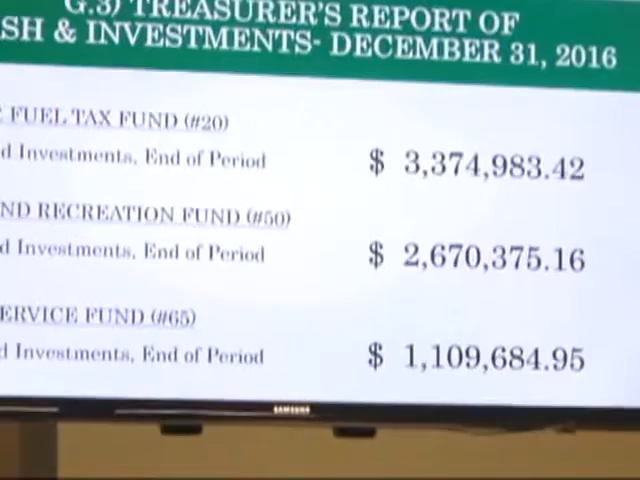 G.3) TREASURER'S REPORT OF
SH & INVESTMENTS- DECEMBER 31, 2016
FUEL TAX FUND (#20)
d Investments, End of Period $ 3,374,983.42
ND RECREATION FUND (#50)
d Investments, End of Period $ 2,670,375.16
ERVICE FUND (#65)
d Investments, End of Period $ 1,109,684.95
SAMSUNG